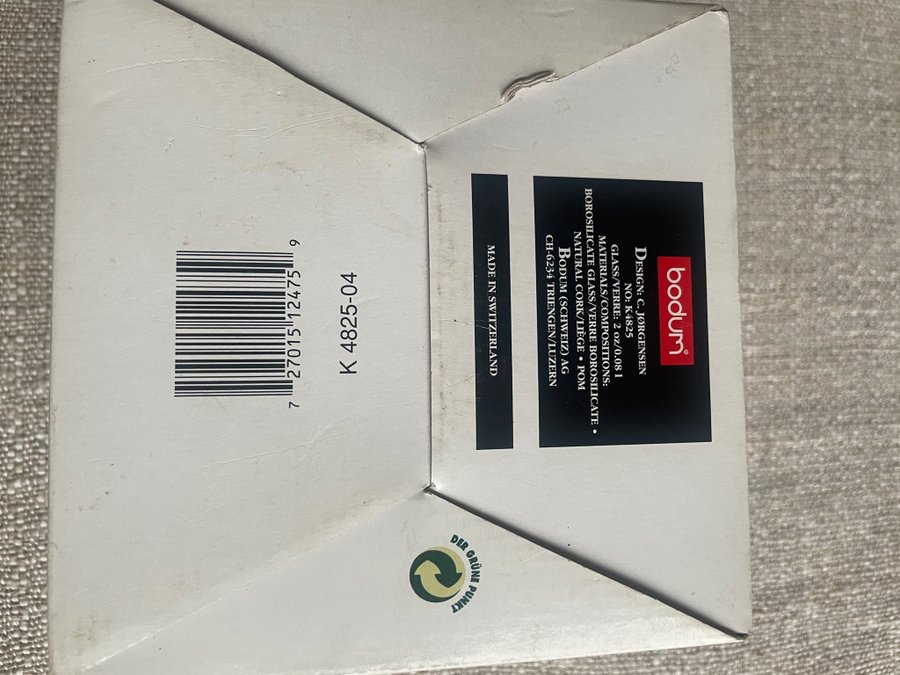 bodum®
DESIGN: C. JØRGENSEN
NO: K4825
GLASS/VERRE: 2 oz/0.08 l
MATERIALS/COMPOSITIONS:
BOROSILICATE GLASS/VERRE BOROSILICATE •
NATURAL CORK/LIÈGE • POM
BODUM (SCHWEIZ) AG
CH-6234 TRIENGEN/LUZERN
MADE IN SWITZERLAND
K 4825-04
7 27015 12475 9
DER GRÜNE PUNKT